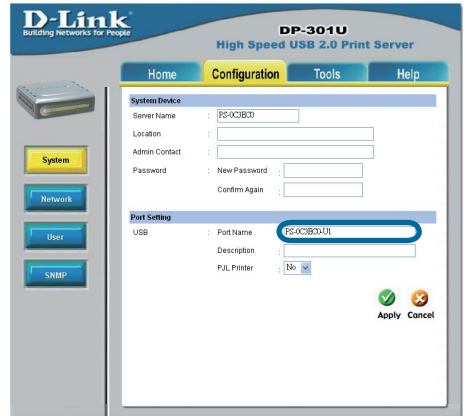 D-Link
Building Networks for People
DP-301U
High Speed USB 2.0 Print Server
Home Configuration Tools Help
System
Network
User
SNMP
System Device
Server Name : PS-0C3BC0
Location :
Admin Contact :
Password : New Password :
Confirm Again :
Port Setting
USB : Port Name : PS-0C3BC0-U1
Description :
PJL Printer : No
Apply Cancel